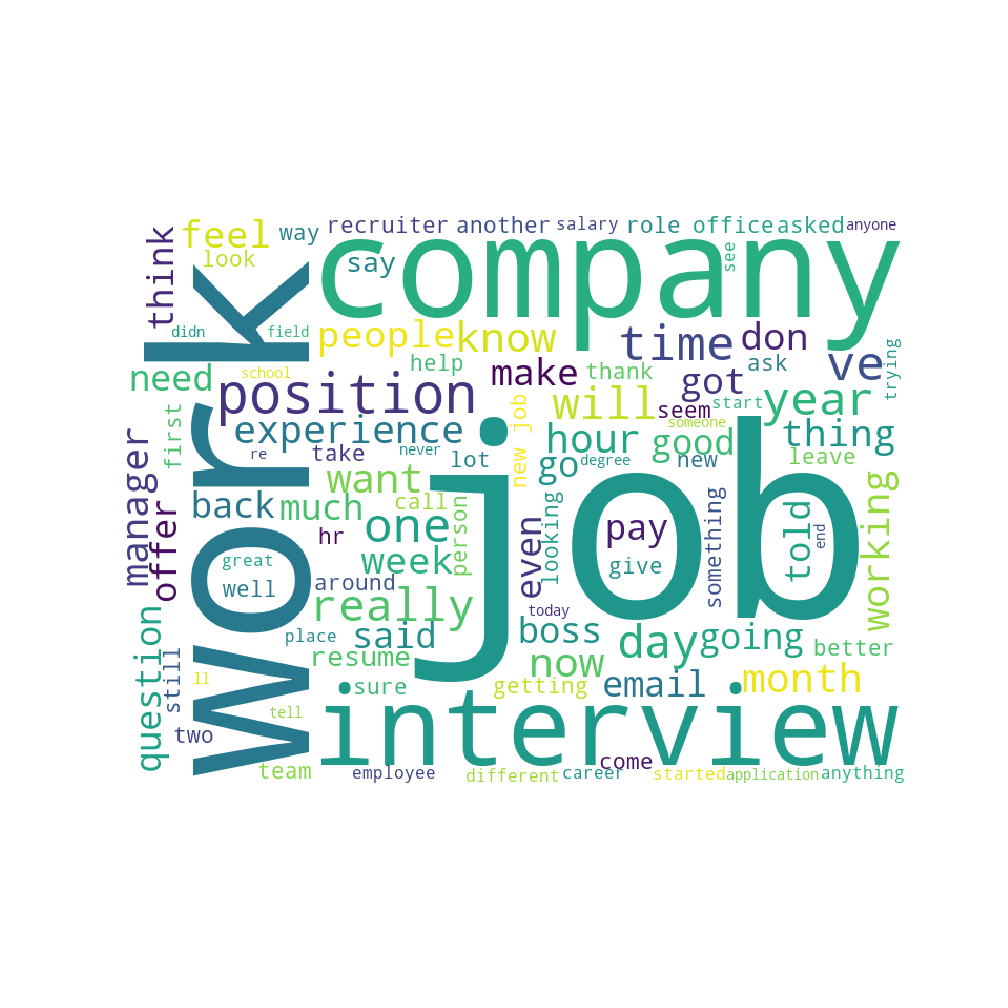 recruiter another salary role office asked anyone
feel way
look
think
say
company
see
work
didn field
people know
time don
ve
trying
help
make thank
got
ask
need
school
position
will
seem
start
year
someone
first
experience
new job
hour
good
thing
re
take
never
lot
go
degree
new
leave
manager
want
back
much
call
one
job
looking
pay
something
told
end
working
offer
hr
person
week
even
great
well
around
give
really
today
question
still
place
said
boss
day
going
resume
now
better
ll
sure
getting
email
month
tell
two
interview
team
employee
different
career
come
started
application
anything